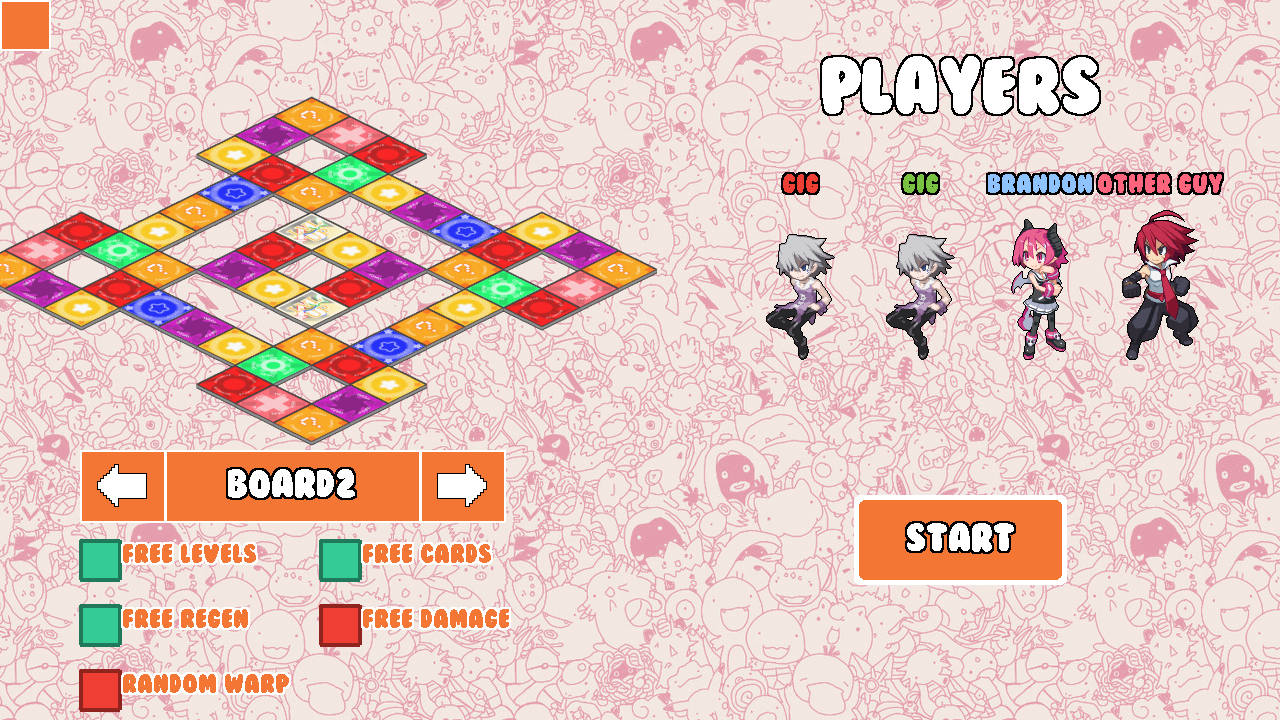 PLAYERS
GIG GIG BRANDON OTHER GUY
BOARD2
START
FREE LEVELS FREE CARDS
FREE REGEN FREE DAMAGE
RANDOM WARP